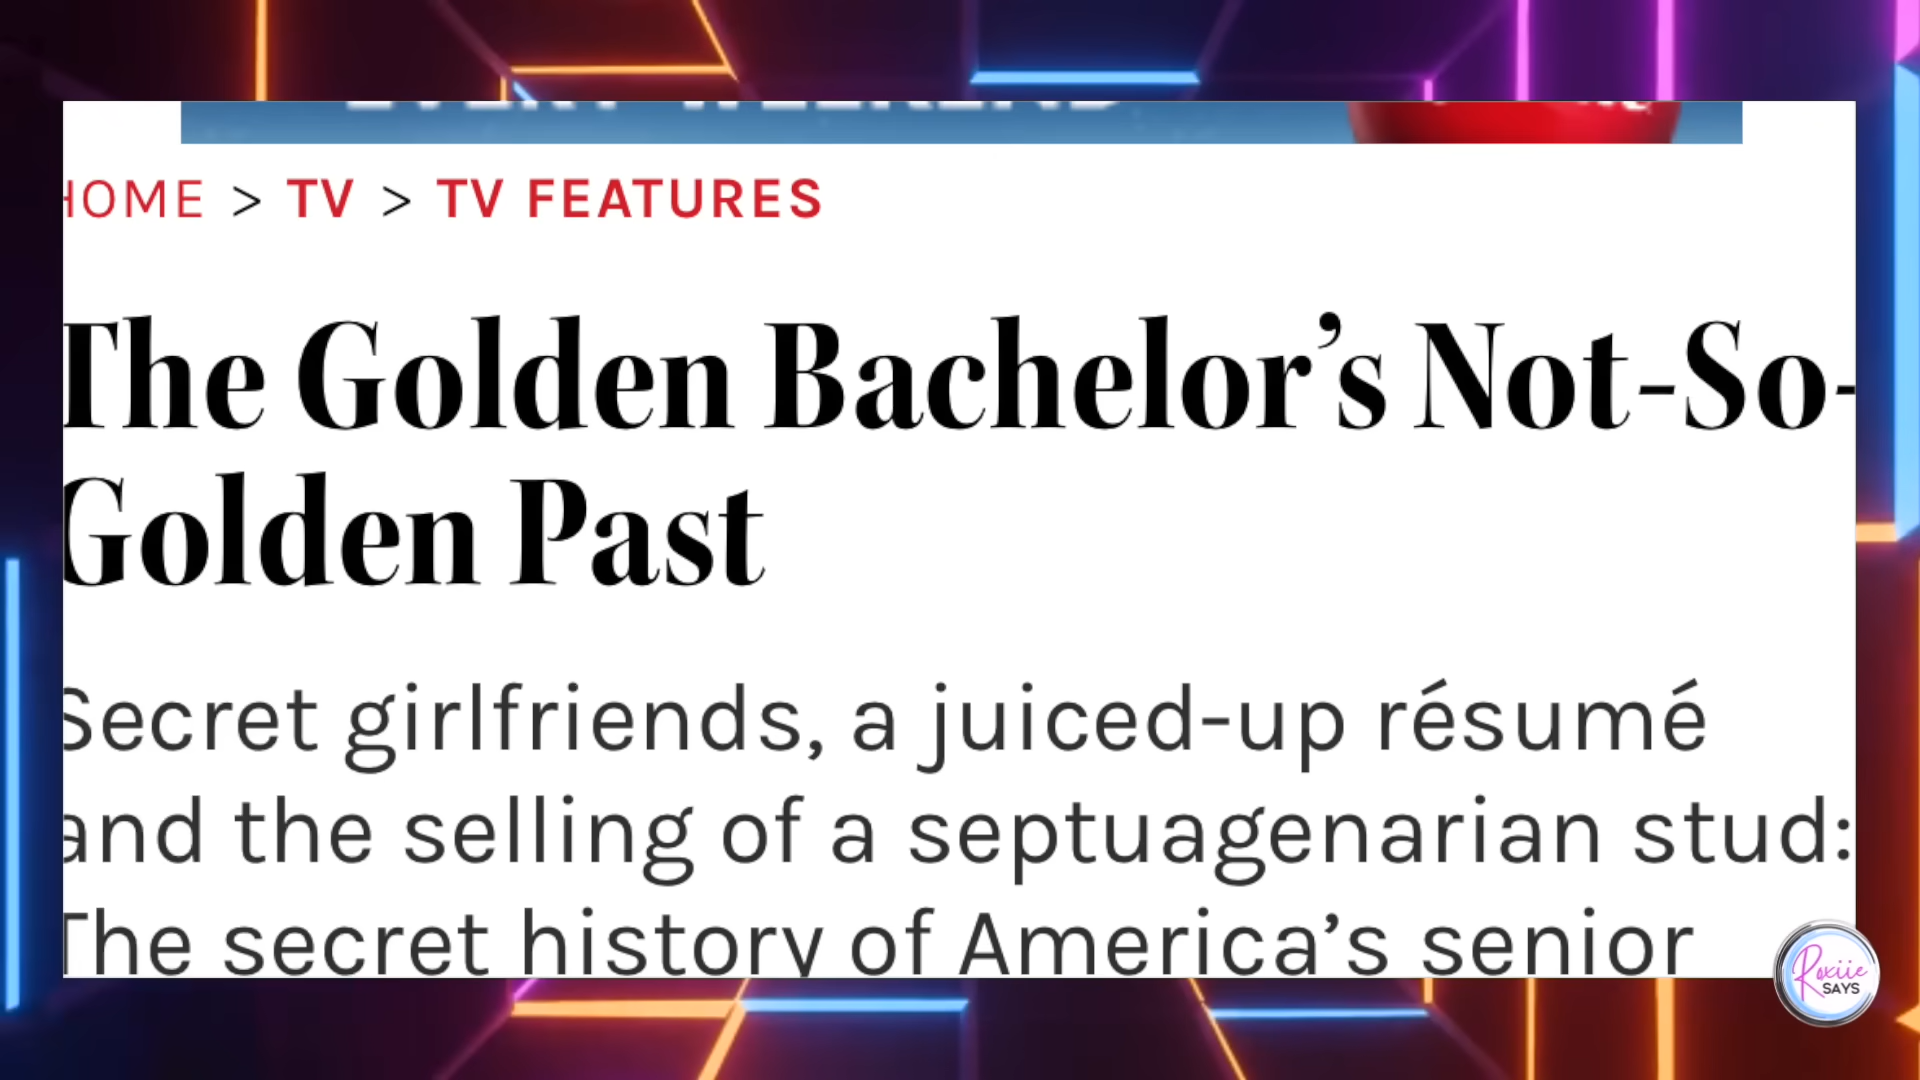 HOME > TV > TV FEATURES
The Golden Bachelor’s Not-So-
Golden Past
Secret girlfriends, a juiced-up résumé
and the selling of a septuagenarian stud:
The secret history of America’s senior
Roxiie
SAYS